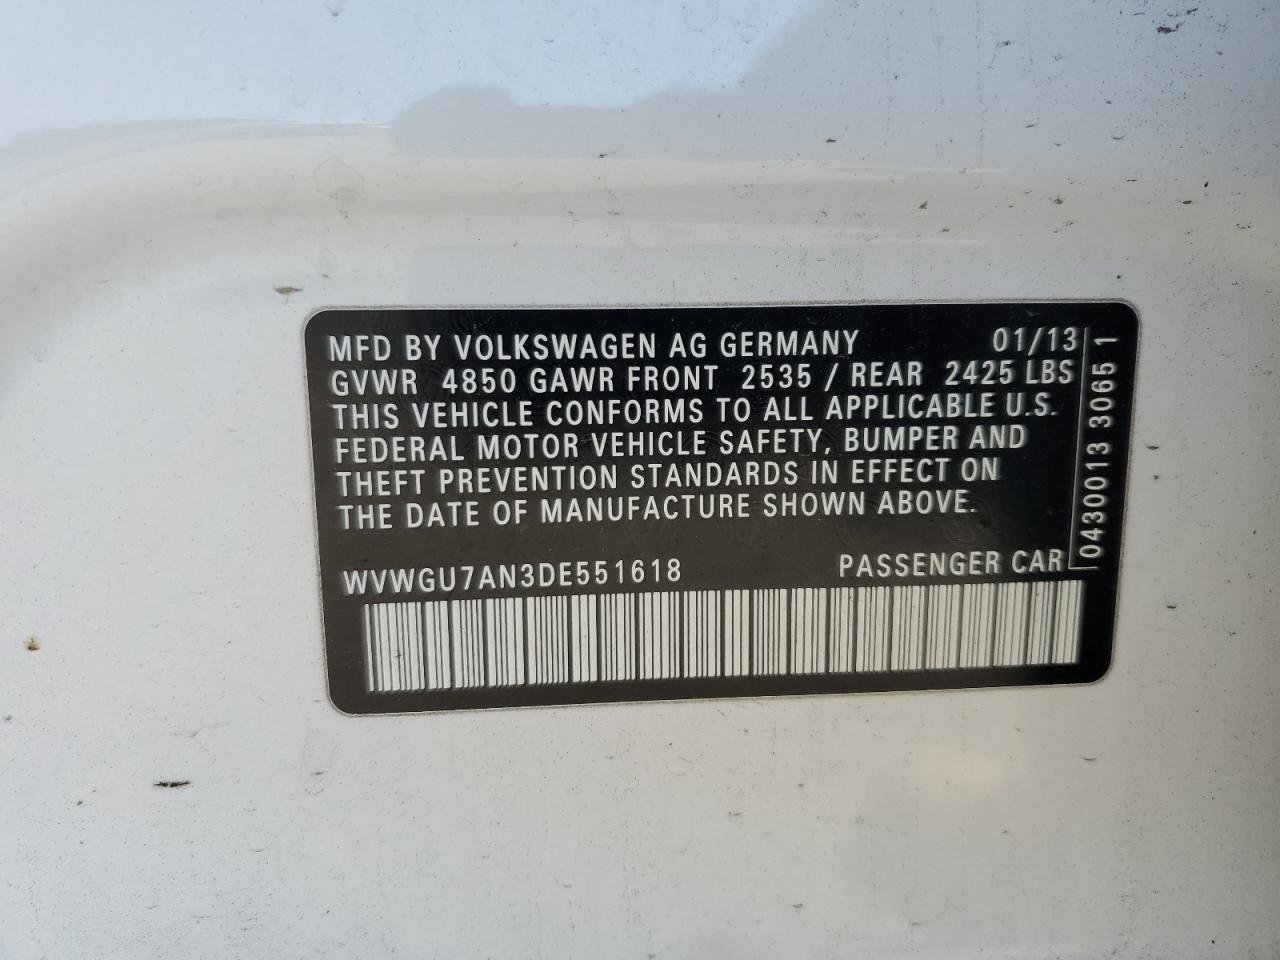 MFD BY VOLKSWAGEN AG GERMANY 01/13
GVWR 4850 GAWR FRONT 2535 / REAR 2425 LBS
THIS VEHICLE CONFORMS TO ALL APPLICABLE U.S.
FEDERAL MOTOR VEHICLE SAFETY, BUMPER AND
THEFT PREVENTION STANDARDS IN EFFECT ON
THE DATE OF MANUFACTURE SHOWN ABOVE.
WVWGU7AN3DE551618 PASSENGER CAR
0430013 3065 1